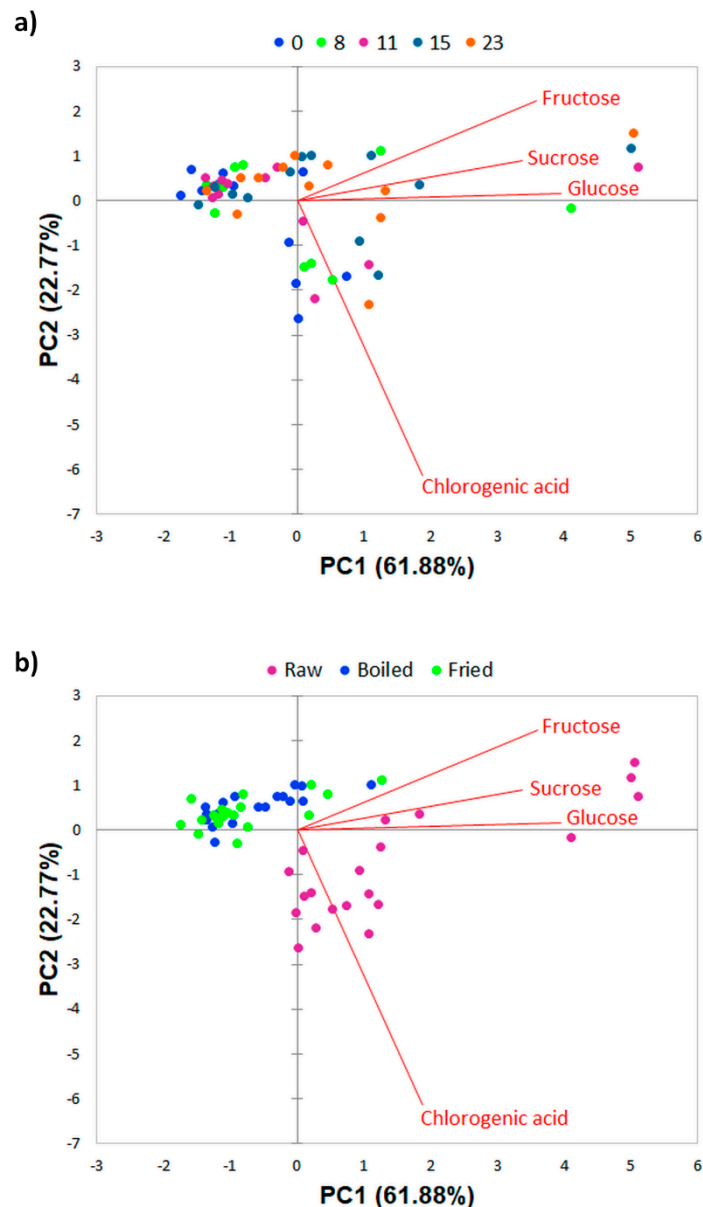 a)
0 8 11 15 23
3
2
1
0
-1
-2
-3
-4
-5
-6
-7
PC2 (22.77%)
Fructose
Sucrose
Glucose
Chlorogenic acid
-3 -2 -1 0 1 2 3 4 5 6
PC1 (61.88%)
b)
Raw Boiled Fried
3
2
1
0
-1
-2
-3
-4
-5
-6
-7
PC2 (22.77%)
Fructose
Sucrose
Glucose
Chlorogenic acid
-3 -2 -1 0 1 2 3 4 5 6
PC1 (61.88%)